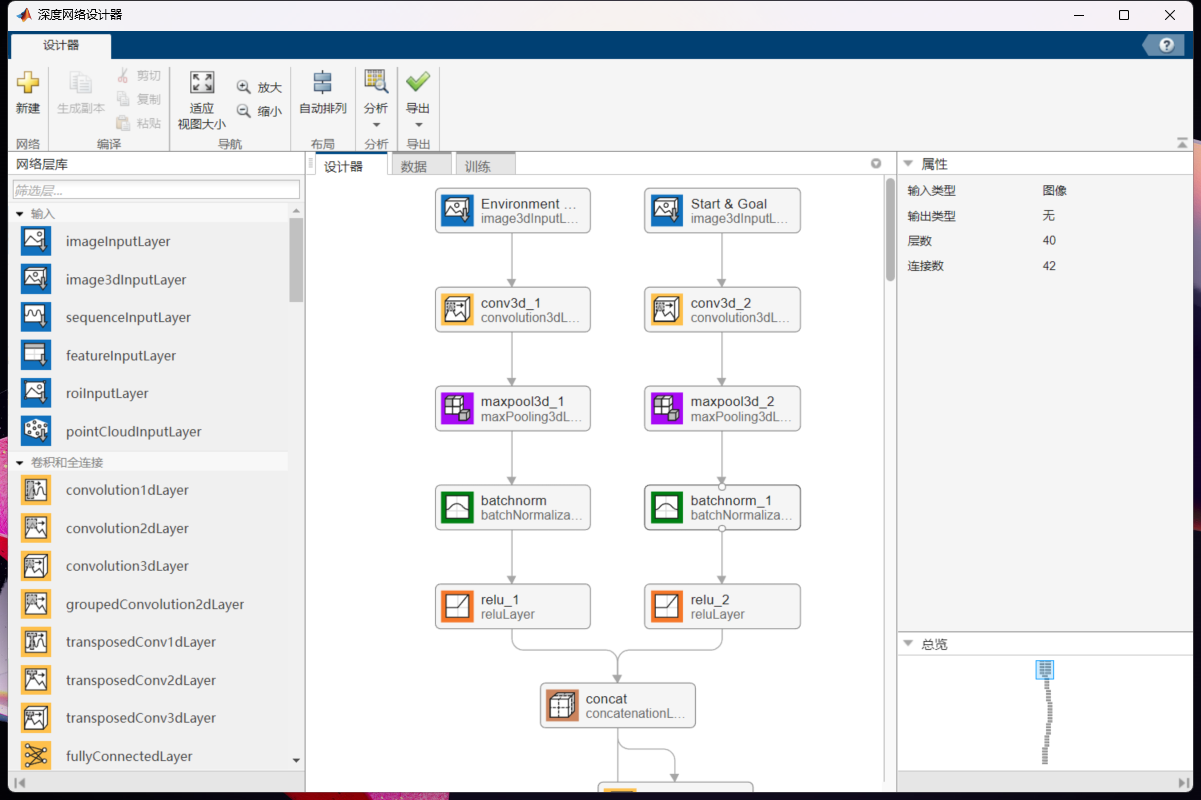 深度网络设计器
设计器
新建
生成副本
剪切
复制
粘贴
适应
视图大小
放大
缩小
自动排列
分析
导出
网络
编译
导航
布局
分析
导出
网络层库
筛选层...
输入
imageInputLayer
image3dInputLayer
sequenceInputLayer
featureInputLayer
roiInputLayer
pointCloudInputLayer
卷积和全连接
convolution1dLayer
convolution2dLayer
convolution3dLayer
groupedConvolution2dLayer
transposedConv1dLayer
transposedConv2dLayer
transposedConv3dLayer
fullyConnectedLayer
设计器
数据
训练
Environment ...
image3dInputL...
Start & Goal
image3dInputL...
conv3d_1
convolution3dL...
conv3d_2
convolution3dL...
maxpool3d_1
maxPooling3dL...
maxpool3d_2
maxPooling3dL...
batchnorm
batchNormaliza...
batchnorm_1
batchNormaliza...
relu_1
reluLayer
relu_2
reluLayer
concat
concatenationL...
属性
输入类型 图像
输出类型 无
层数 40
连接数 42
总览